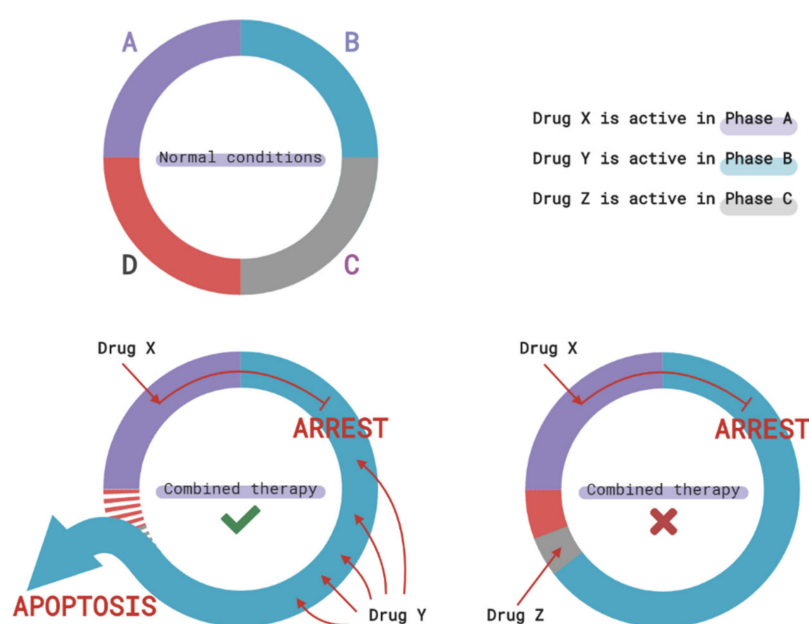 A
B
Normal conditions
D
C
Drug X is active in Phase A
Drug Y is active in Phase B
Drug Z is active in Phase C
Drug X
ARREST
Combined therapy
APOPTOSIS
Drug Y
Drug X
ARREST
Combined therapy
Drug Z